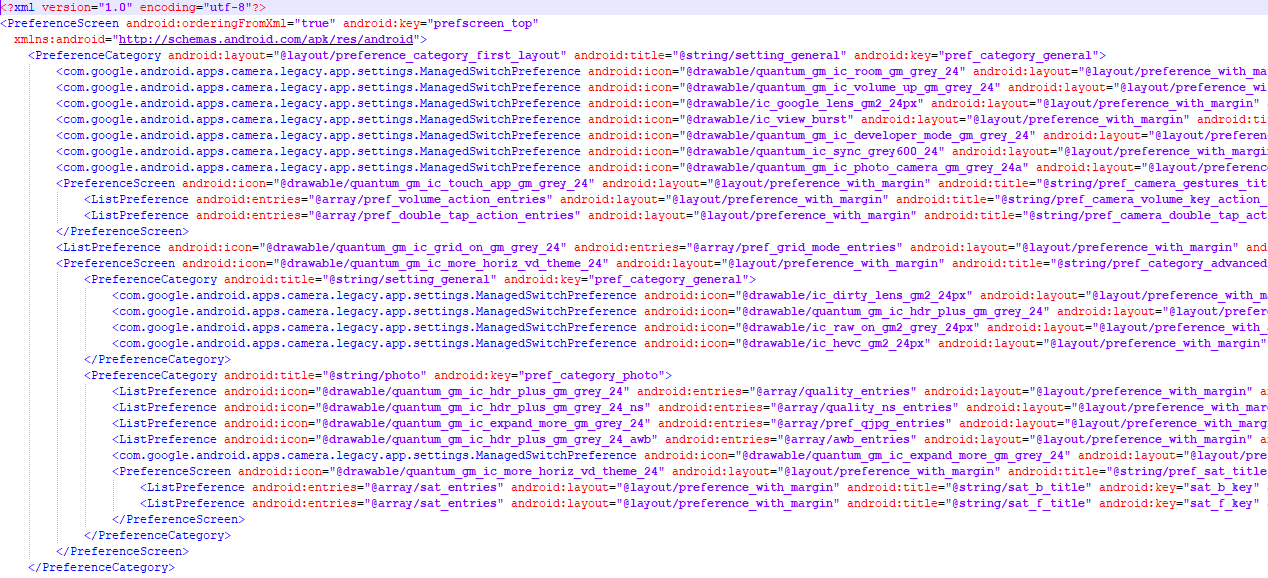 <?xml version="1.0" encoding="utf-8"?>
<PreferenceScreen android:orderingFromXml="true" android:key="prefscreen_top"
xmlns:android="http://schemas.android.com/apk/res/android">
<PreferenceCategory android:layout="@layout/preference_category_first_layout" android:title="@string/setting_general" android:key="pref_category_general">
<com.google.android.apps.camera.legacy.app.settings.ManagedSwitchPreference android:icon="@drawable/quantum_gm_ic_room_gm_grey_24" android:layout="@layout/preference_with_ma
<com.google.android.apps.camera.legacy.app.settings.ManagedSwitchPreference android:icon="@drawable/quantum_gm_ic_volume_up_gm_grey_24" android:layout="@layout/preference_wi
<com.google.android.apps.camera.legacy.app.settings.ManagedSwitchPreference android:icon="@drawable/ic_google_lens_gm2_24px" android:layout="@layout/preference_with_margin"
<com.google.android.apps.camera.legacy.app.settings.ManagedSwitchPreference android:icon="@drawable/ic_view_burst" android:layout="@layout/preference_with_margin" android:ti
<com.google.android.apps.camera.legacy.app.settings.ManagedSwitchPreference android:icon="@drawable/quantum_gm_ic_developer_mode_gm_grey_24" android:layout="@layout/preferen
<com.google.android.apps.camera.legacy.app.settings.ManagedSwitchPreference android:icon="@drawable/quantum_ic_sync_grey600_24" android:layout="@layout/preference_with_margi
<com.google.android.apps.camera.legacy.app.settings.ManagedSwitchPreference android:icon="@drawable/quantum_gm_ic_photo_camera_gm_grey_24a" android:layout="@layout/preferenc
<PreferenceScreen android:icon="@drawable/quantum_gm_ic_touch_app_gm_grey_24" android:layout="@layout/preference_with_margin" android:title="@string/pref_camera_gestures_tit
<ListPreference android:entries="@array/pref_volume_action_entries" android:layout="@layout/preference_with_margin" android:title="@string/pref_camera_volume_key_action_
<ListPreference android:entries="@array/pref_double_tap_action_entries" android:layout="@layout/preference_with_margin" android:title="@string/pref_camera_double_tap_act
</PreferenceScreen>
<ListPreference android:icon="@drawable/quantum_gm_ic_grid_on_gm_grey_24" android:entries="@array/pref_grid_mode_entries" android:layout="@layout/preference_with_margin" and
<PreferenceScreen android:icon="@drawable/quantum_gm_ic_more_horiz_vd_theme_24" android:layout="@layout/preference_with_margin" android:title="@string/pref_category_advanced
<PreferenceCategory android:title="@string/setting_general" android:key="pref_category_general">
<com.google.android.apps.camera.legacy.app.settings.ManagedSwitchPreference android:icon="@drawable/ic_dirty_lens_gm2_24px" android:layout="@layout/preference_with_m
<com.google.android.apps.camera.legacy.app.settings.ManagedSwitchPreference android:icon="@drawable/quantum_gm_ic_hdr_plus_gm_grey_24" android:layout="@layout/prefer
<com.google.android.apps.camera.legacy.app.settings.ManagedSwitchPreference android:icon="@drawable/ic_raw_on_gm2_grey_24px" android:layout="@layout/preference_with_
<com.google.android.apps.camera.legacy.app.settings.ManagedSwitchPreference android:icon="@drawable/ic_hevc_gm2_24px" android:layout="@layout/preference_with_margin"
</PreferenceCategory>
<PreferenceCategory android:title="@string/photo" android:key="pref_category_photo">
<ListPreference android:icon="@drawable/quantum_gm_ic_hdr_plus_gm_grey_24" android:entries="@array/quality_entries" android:layout="@layout/preference_with_margin" a
<ListPreference android:icon="@drawable/quantum_gm_ic_hdr_plus_gm_grey_24_ns" android:entries="@array/quality_ns_entries" android:layout="@layout/preference_with_mar
<ListPreference android:icon="@drawable/quantum_gm_ic_expand_more_gm_grey_24" android:entries="@array/pref_qjpg_entries" android:layout="@layout/preference_with_marg
<ListPreference android:icon="@drawable/quantum_gm_ic_hdr_plus_gm_grey_24_awb" android:entries="@array/awb_entries" android:layout="@layout/preference_with_margin" a
<com.google.android.apps.camera.legacy.app.settings.ManagedSwitchPreference android:icon="@drawable/quantum_gm_ic_expand_more_gm_grey_24" android:layout="@layout/pre
<PreferenceScreen android:icon="@drawable/quantum_gm_ic_more_horiz_vd_theme_24" android:layout="@layout/preference_with_margin" android:title="@string/pref_sat_title
<ListPreference android:entries="@array/sat_entries" android:layout="@layout/preference_with_margin" android:title="@string/sat_b_title" android:key="sat_b_key"
<ListPreference android:entries="@array/sat_entries" android:layout="@layout/preference_with_margin" android:title="@string/sat_f_title" android:key="sat_f_key"
</PreferenceScreen>
</PreferenceCategory>
</PreferenceScreen>
</PreferenceCategory>